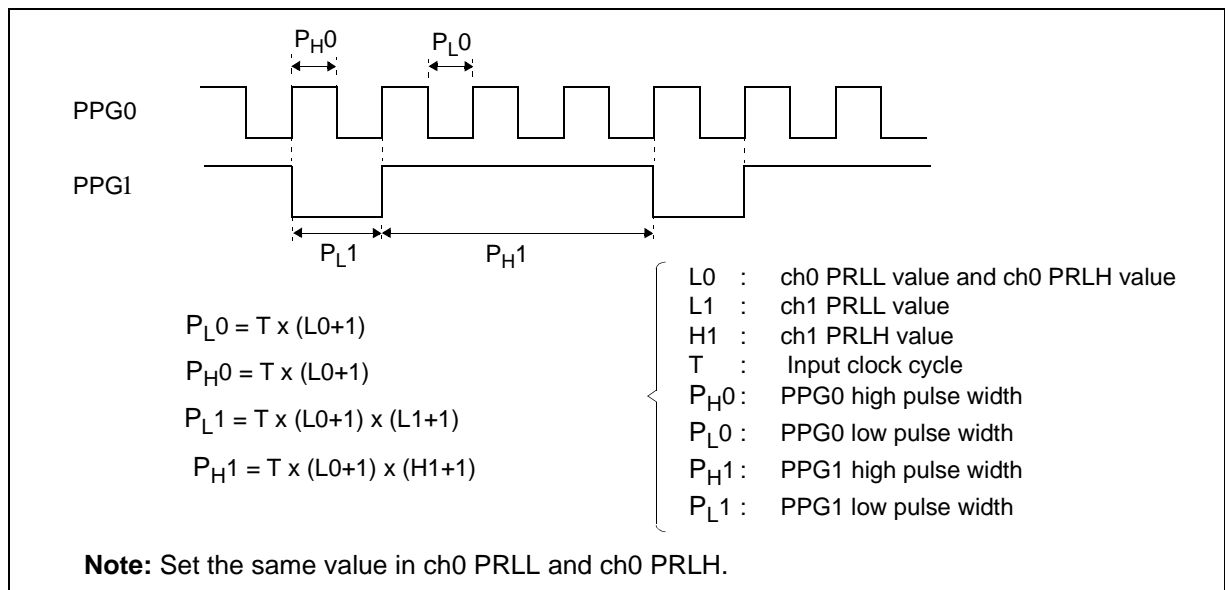 PH0 PL0
PPG0
PPG1
PL1 PH1
PL0 = T x (L0+1)
PH0 = T x (L0+1)
PL1 = T x (L0+1) x (L1+1)
PH1 = T x (L0+1) x (H1+1)
L0 : ch0 PRLL value and ch0 PRLH value
L1 : ch1 PRLL value
H1 : ch1 PRLH value
T : Input clock cycle
PH0 : PPG0 high pulse width
PL0 : PPG0 low pulse width
PH1 : PPG1 high pulse width
PL1 : PPG1 low pulse width
Note: Set the same value in ch0 PRLL and ch0 PRLH.